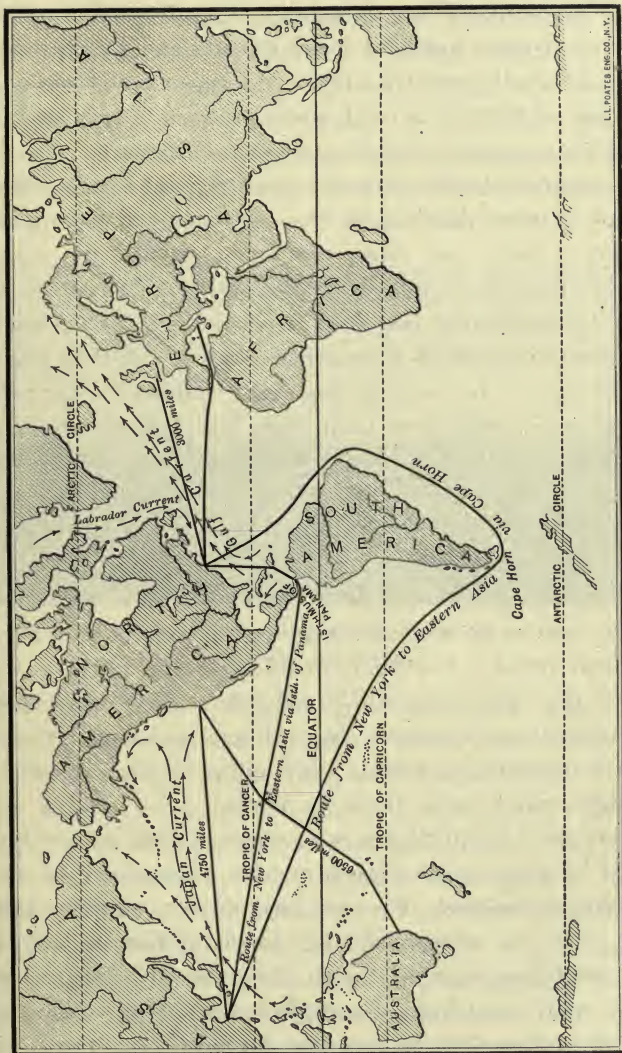 L.L.POATES ENG.CO.,N.Y.
ARCTIC CIRCLE
Labrador Current
NORTH
AMERICA
Gulf
Current
3000 miles
EUROPE
ASIA
AFRICA
ASIA
Japan Current
4750 miles
TROPIC OF CANCER
Route from New York to Eastern Asia via Isth. of Panama
ISTHMUS OF
PANAMA
EQUATOR
SOUTH
AMERICA
Route from New York to Eastern Asia via Cape Horn
6500 miles
TROPIC OF CAPRICORN
AUSTRALIA
Cape Horn
ANTARCTIC CIRCLE